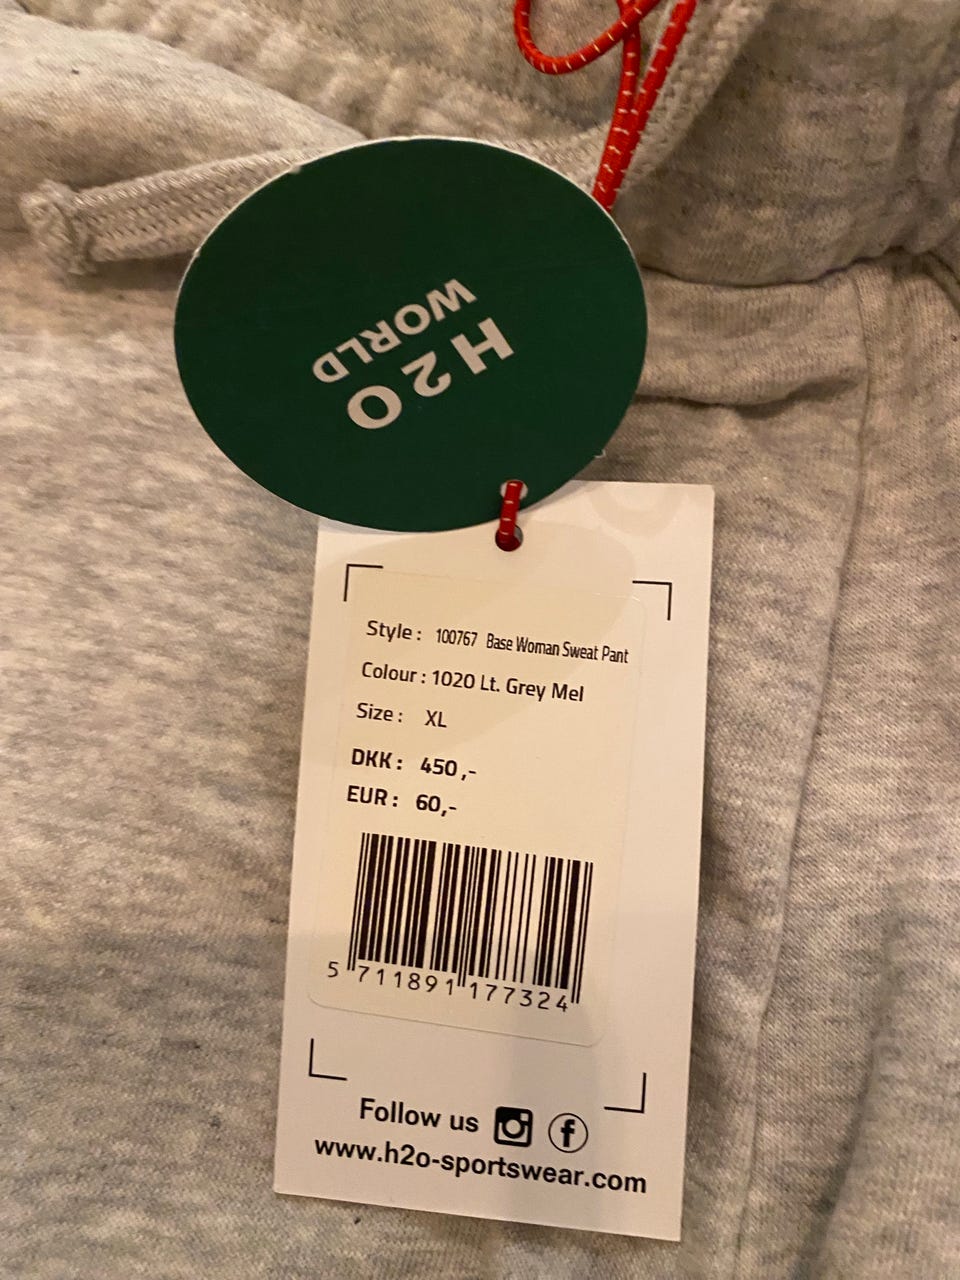 H2O
WORLD
Style : 100767 Base Woman Sweat Pant
Colour : 1020 Lt. Grey Mel
Size : XL
DKK : 450,-
EUR : 60,-
5 711891 177324
Follow us
www.h2o-sportswear.com